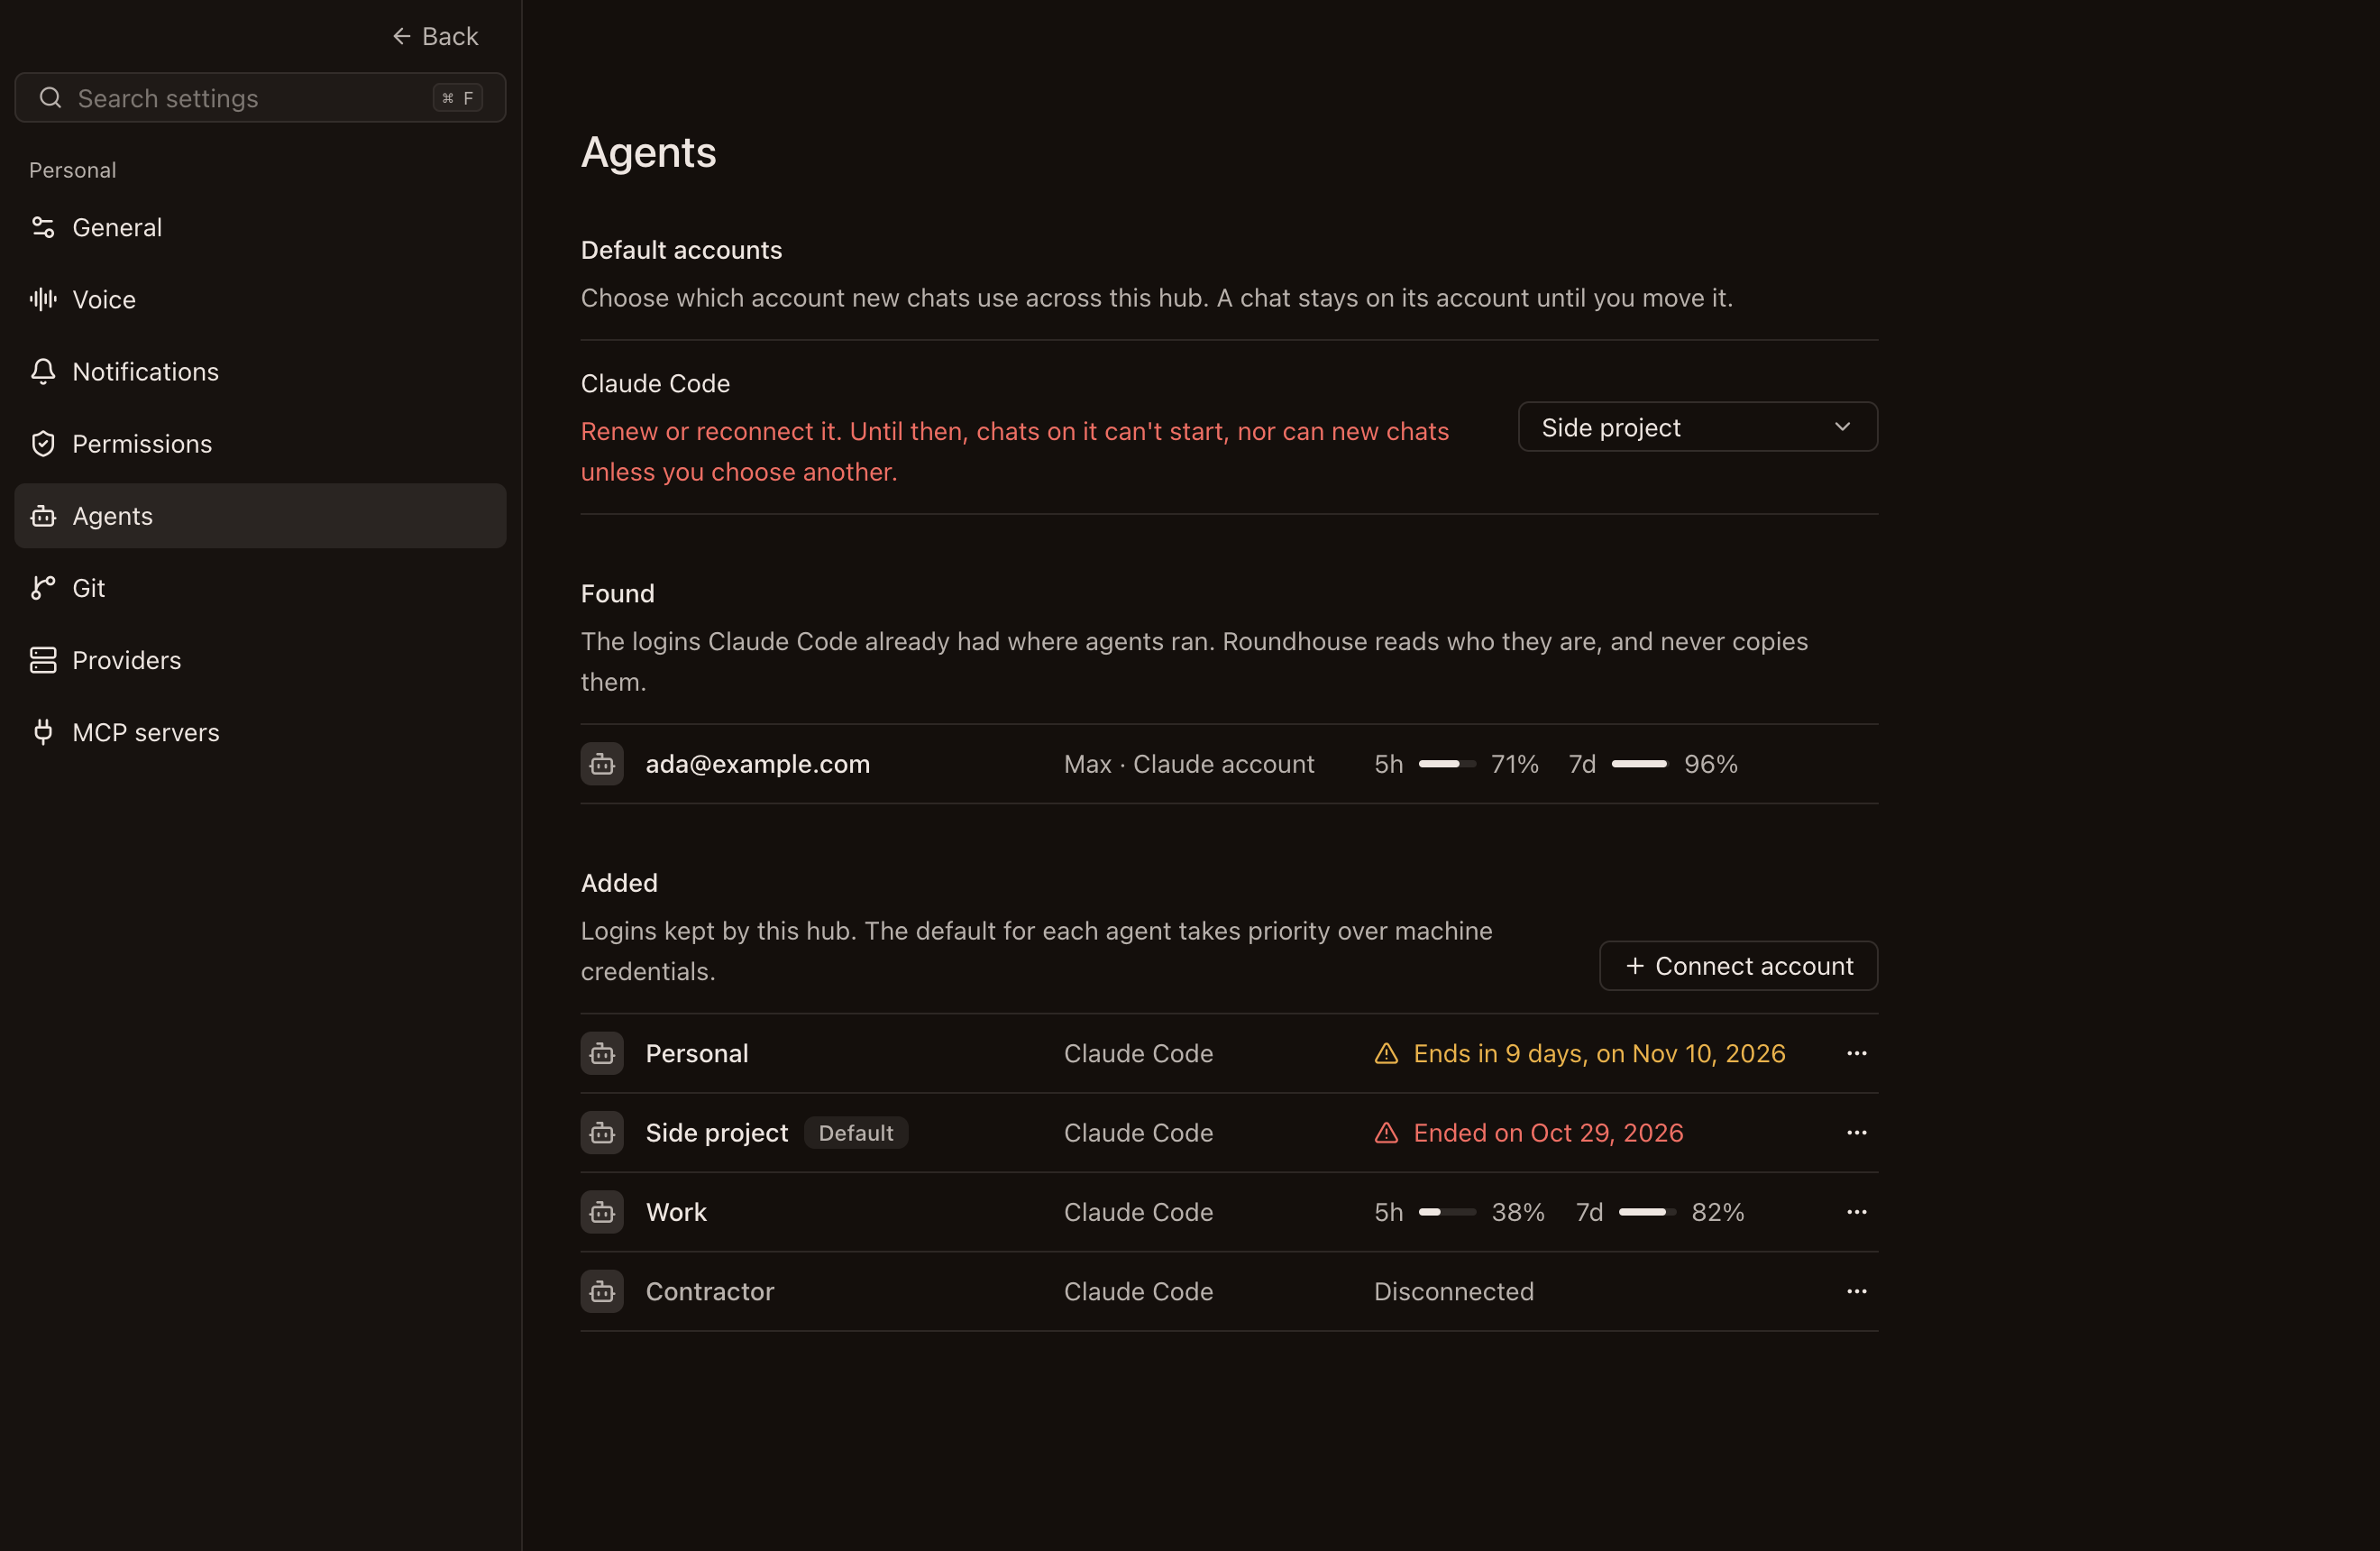 Back
Search settings
⌘ F
Personal
General
Voice
Notifications
Permissions
Agents
Git
Providers
MCP servers
Agents
Default accounts
Choose which account new chats use across this hub. A chat stays on its account until you move it.
Claude Code
Renew or reconnect it. Until then, chats on it can't start, nor can new chats
unless you choose another.
Side project
Found
The logins Claude Code already had where agents ran. Roundhouse reads who they are, and never copies
them.
ada@example.com Max · Claude account 5h 71% 7d 96%
Added
Logins kept by this hub. The default for each agent takes priority over machine
credentials.
Connect account
Personal Claude Code Ends in 9 days, on Nov 10, 2026
Side project Default Claude Code Ended on Oct 29, 2026
Work Claude Code 5h 38% 7d 82%
Contractor Claude Code Disconnected